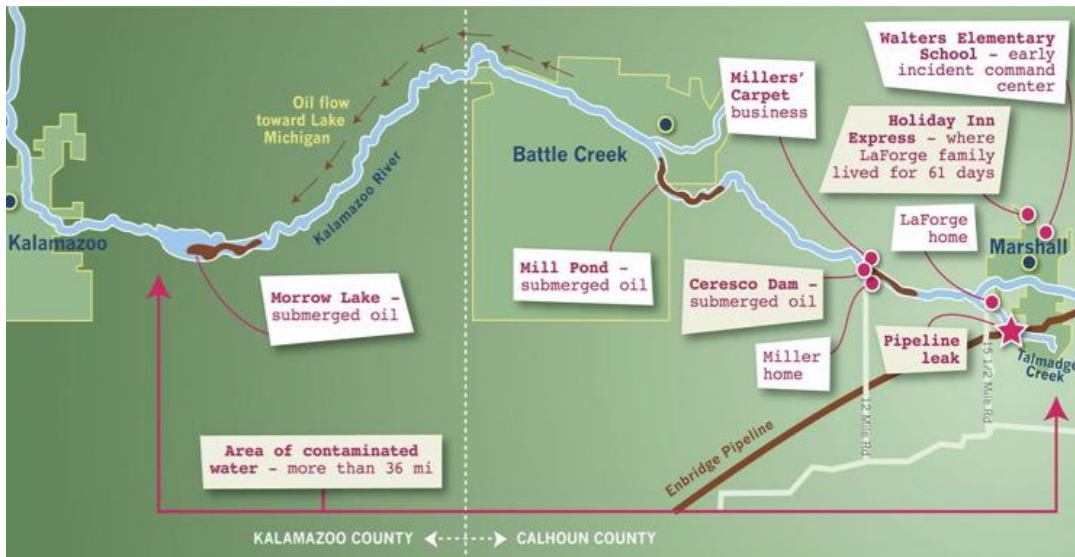 Walters Elementary
School – early
incident command
center
Millers'
Carpet
business
Holiday Inn
Express – where
LaForge family
lived for 61 days
Oil flow
toward Lake
Michigan
Battle Creek
Kalamazoo River
LaForge
home
Kalamazoo
Marshall
Mill Pond –
submerged oil
Ceresco Dam –
submerged oil
Morrow Lake –
submerged oil
Miller
home
Pipeline
leak
Talmadge
Creek
15 1/2 Mile Rd
12 Mile Rd.
Enbridge Pipeline
Area of contaminated
water – more than 36 mi
KALAMAZOO COUNTY
CALHOUN COUNTY